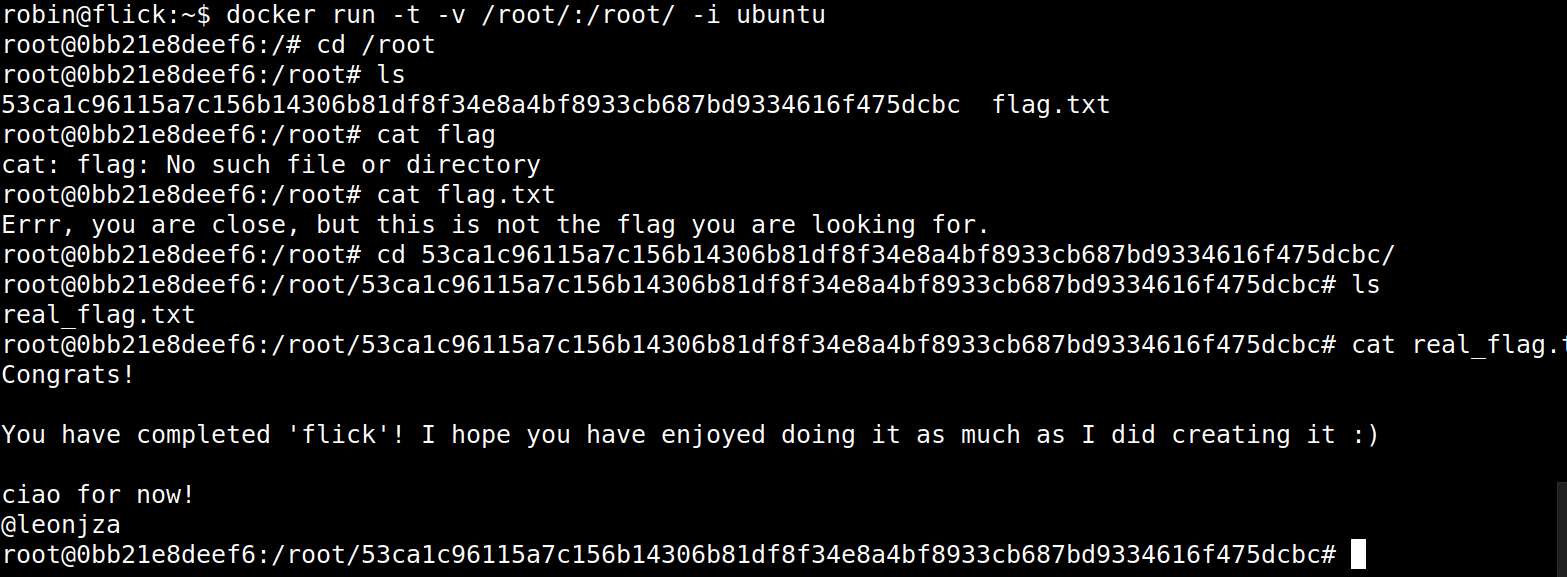 robin@flick:~$ docker run -t -v /root/:/root/ -i ubuntu
root@0bb21e8deef6:/# cd /root
root@0bb21e8deef6:/root# ls
53ca1c96115a7c156b14306b81df8f34e8a4bf8933cb687bd9334616f475dcbc  flag.txt
root@0bb21e8deef6:/root# cat flag
cat: flag: No such file or directory
root@0bb21e8deef6:/root# cat flag.txt
Errr, you are close, but this is not the flag you are looking for.
root@0bb21e8deef6:/root# cd 53ca1c96115a7c156b14306b81df8f34e8a4bf8933cb687bd9334616f475dcbc/
root@0bb21e8deef6:/root/53ca1c96115a7c156b14306b81df8f34e8a4bf8933cb687bd9334616f475dcbc# ls
real_flag.txt
root@0bb21e8deef6:/root/53ca1c96115a7c156b14306b81df8f34e8a4bf8933cb687bd9334616f475dcbc# cat real_flag.t
Congrats!
You have completed 'flick'! I hope you have enjoyed doing it as much as I did creating it :)
ciao for now!
@leonjza
root@0bb21e8deef6:/root/53ca1c96115a7c156b14306b81df8f34e8a4bf8933cb687bd9334616f475dcbc#